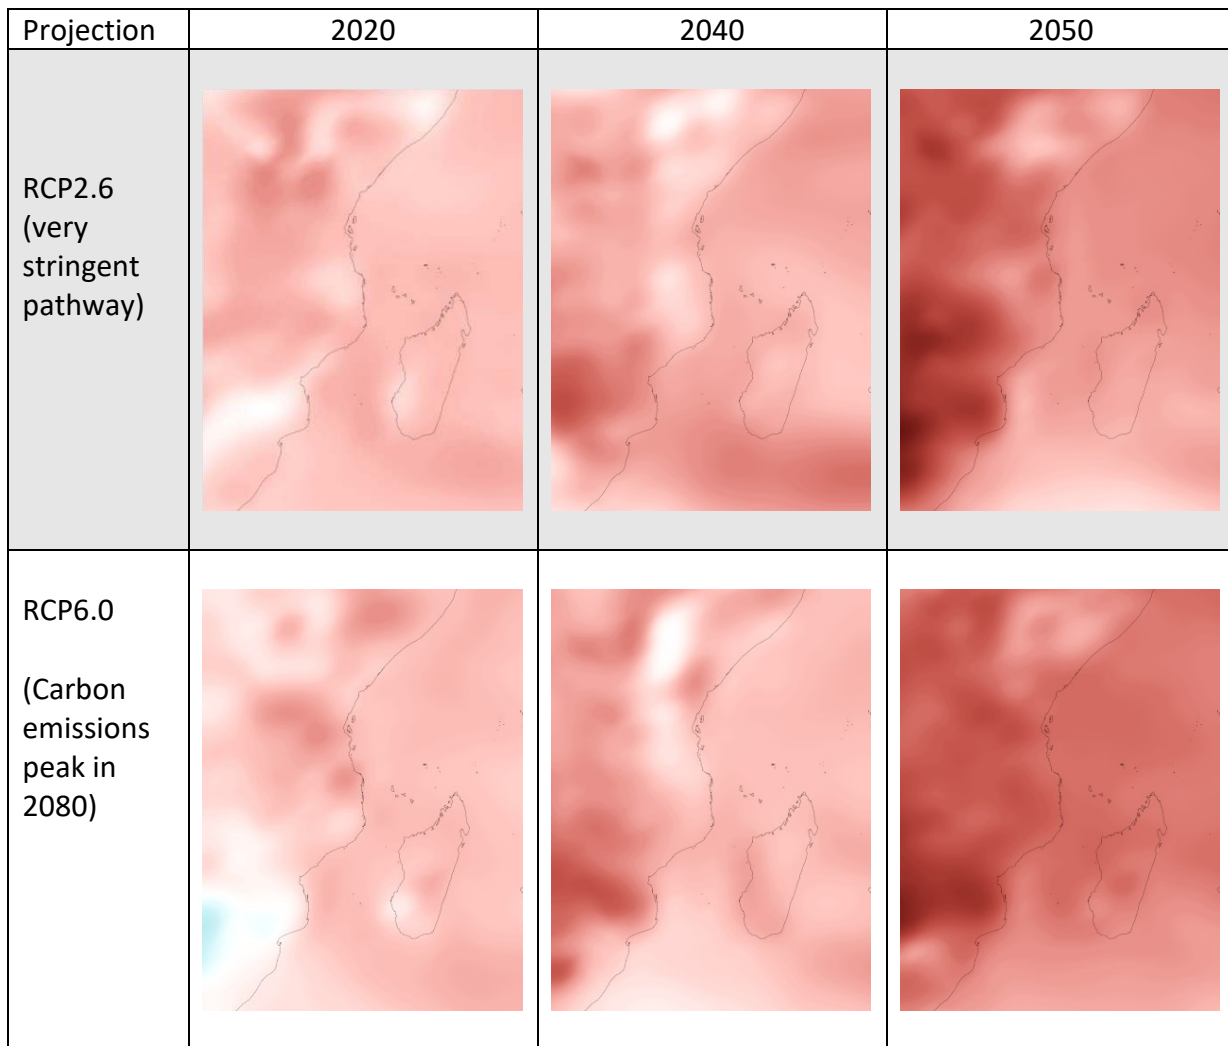 Projection 2020 2040 2050
RCP2.6
(very
stringent
pathway)
RCP6.0
(Carbon
emissions
peak in
2080)